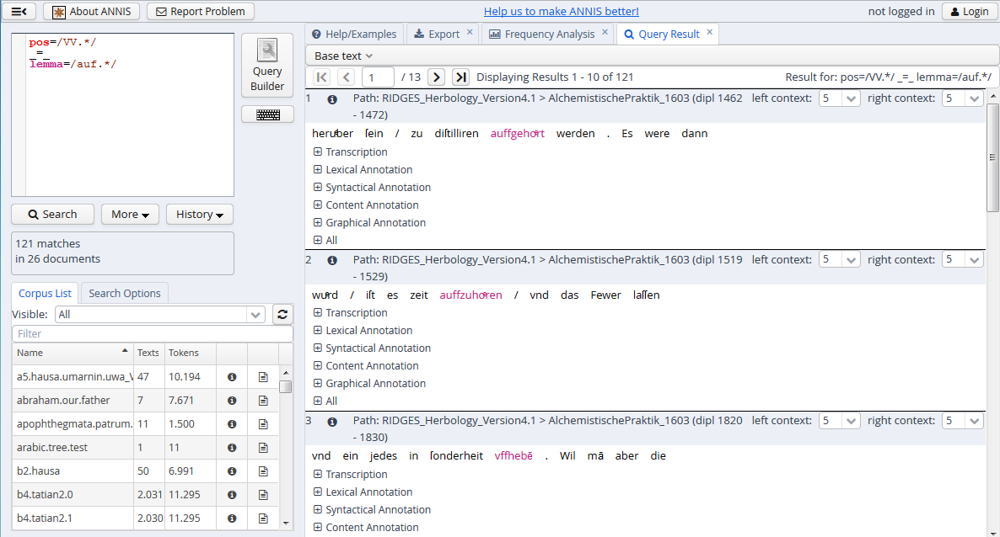 About ANNIS Report Problem Help us to make ANNIS better! not logged in Login
pos=/VV.*/
_=_
lemma=/auf.*/
Query
Builder
Search More History
121 matches
in 26 documents
Corpus List Search Options
Visible: All
Filter
Name Texts Tokens
a5.hausa.umarnin.uwa_V 47 10.194
abraham.our.father 7 7.671
apophthegmata.patrum. 11 1.500
arabic.tree.test 1 11
b2.hausa 50 6.991
b4.tatian2.0 2.031 11.295
b4.tatian2.1 2.030 11.295
Help/Examples Export Frequency Analysis Query Result
Base text
1 / 13 Displaying Results 1 - 10 of 121 Result for: pos=/VV.*/ _=_ lemma=/auf.*/
1 Path: RIDGES_Herbology_Version4.1 > AlchemistischePraktik_1603 (dipl 1462 left context: 5 right context: 5
- 1472)
heruͤber ſein / zu diſtilliren auffgehoͤrt werden . Es were dann
Transcription
Lexical Annotation
Syntactical Annotation
Content Annotation
Graphical Annotation
All
2 Path: RIDGES_Herbology_Version4.1 > AlchemistischePraktik_1603 (dipl 1519 left context: 5 right context: 5
- 1529)
wuͤrd / iſt es zeit auffzuhoͤren / vnd das Fewer laſſen
Transcription
Lexical Annotation
Syntactical Annotation
Content Annotation
Graphical Annotation
All
3 Path: RIDGES_Herbology_Version4.1 > AlchemistischePraktik_1603 (dipl 1820 left context: 5 right context: 5
- 1830)
vnd ein jedes in ſonderheit vffhebē . Wil mā aber die
Transcription
Lexical Annotation
Syntactical Annotation
Content Annotation